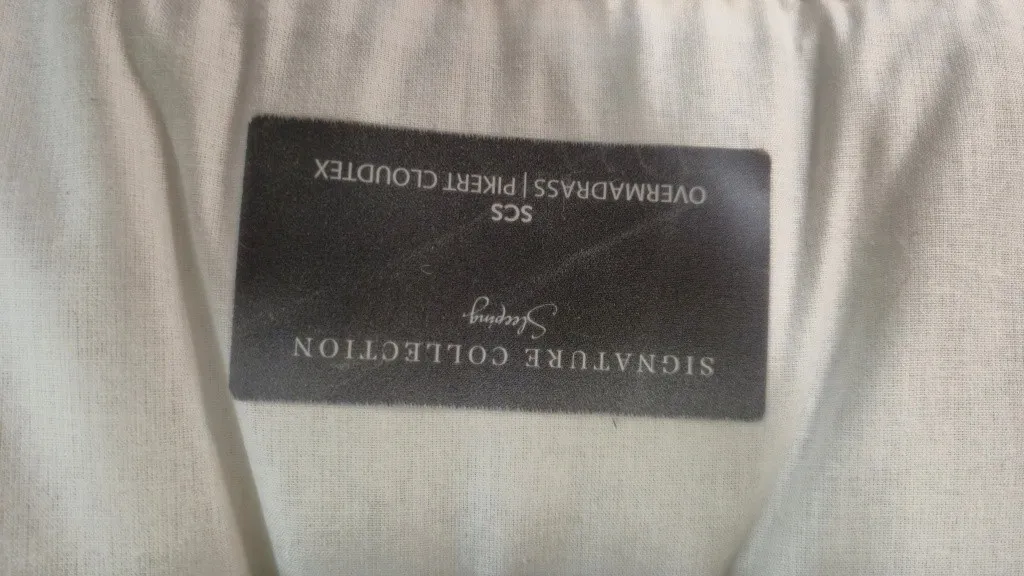 SIGNATURE COLLECTION
Sleeping
SCS
OVERMADRASS | PIKERT CLOUDTEX